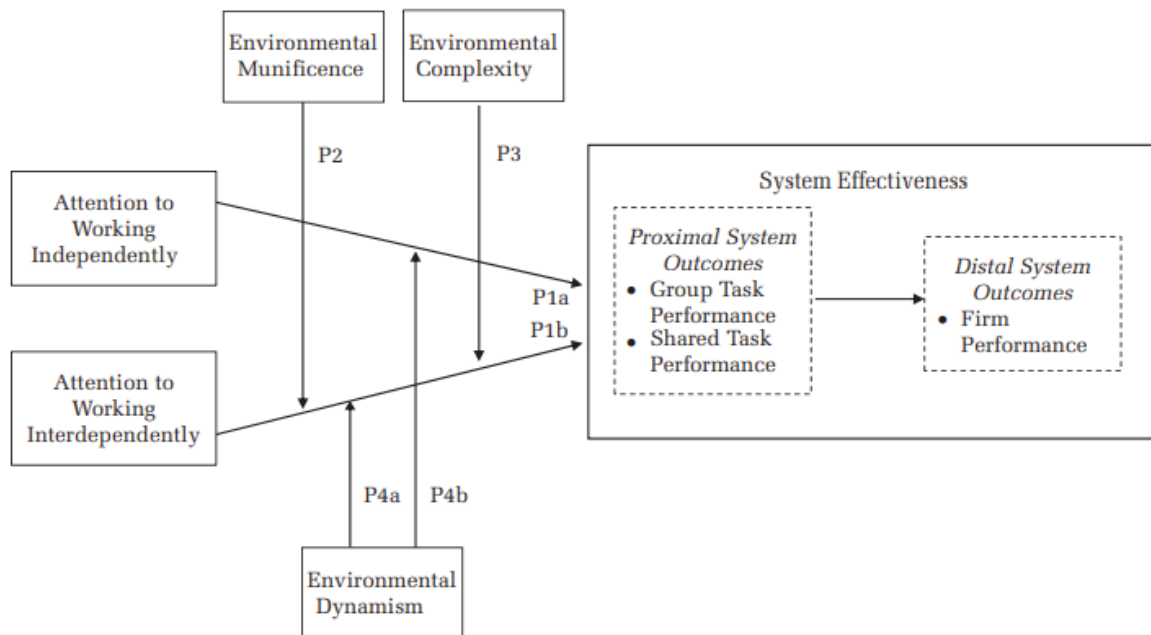 Environmental
Munificence
Environmental
Complexity
P2
P3
Attention to
Working
Independently
System Effectiveness
Proximal System
Outcomes
• Group Task
Performance
• Shared Task
Performance
Distal System
Outcomes
• Firm
Performance
P1a
P1b
Attention to
Working
Interdependently
P4a
P4b
Environmental
Dynamism